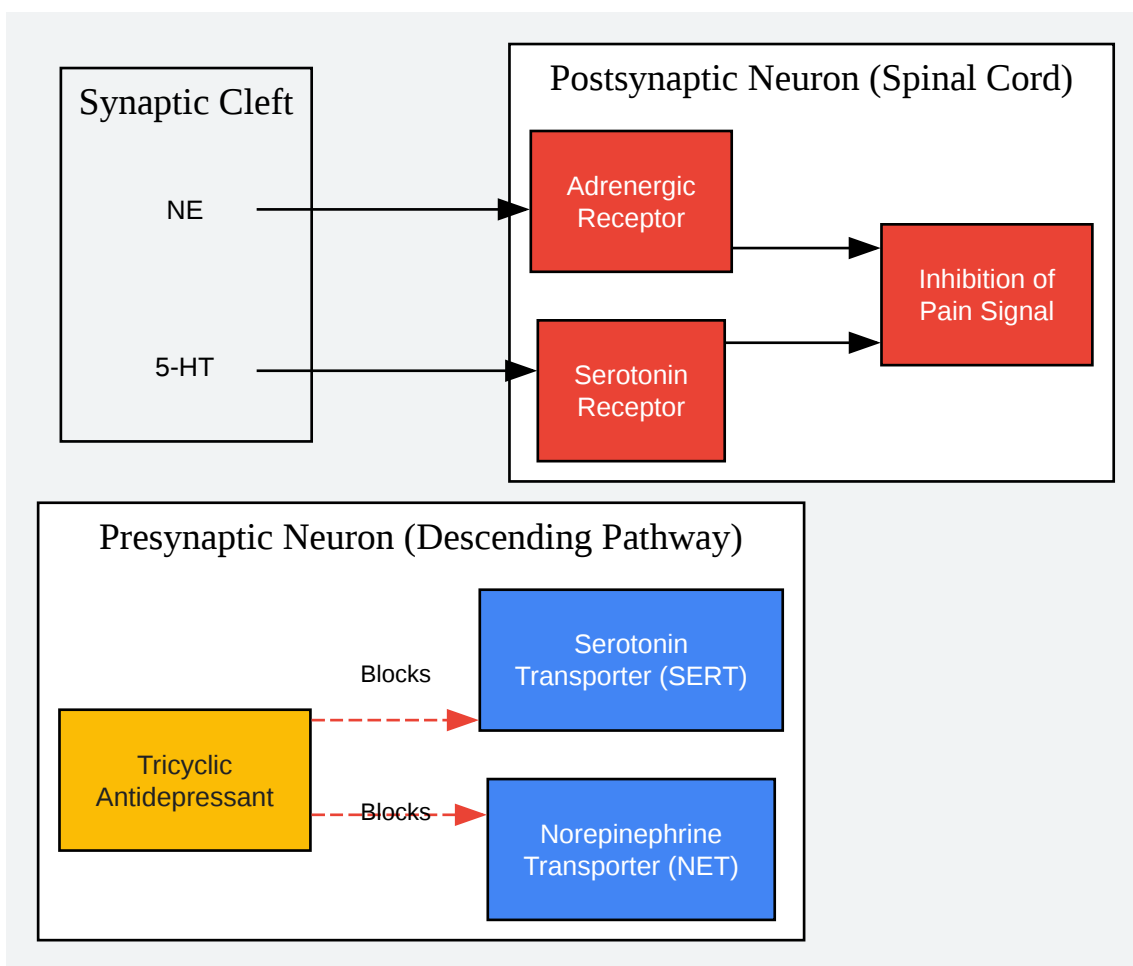 Synaptic Cleft
NE
5-HT
Postsynaptic Neuron (Spinal Cord)
Adrenergic
Receptor
Serotonin
Receptor
Inhibition of
Pain Signal
Presynaptic Neuron (Descending Pathway)
Tricyclic
Antidepressant
Blocks
Blocks
Serotonin
Transporter (SERT)
Norepinephrine
Transporter (NET)